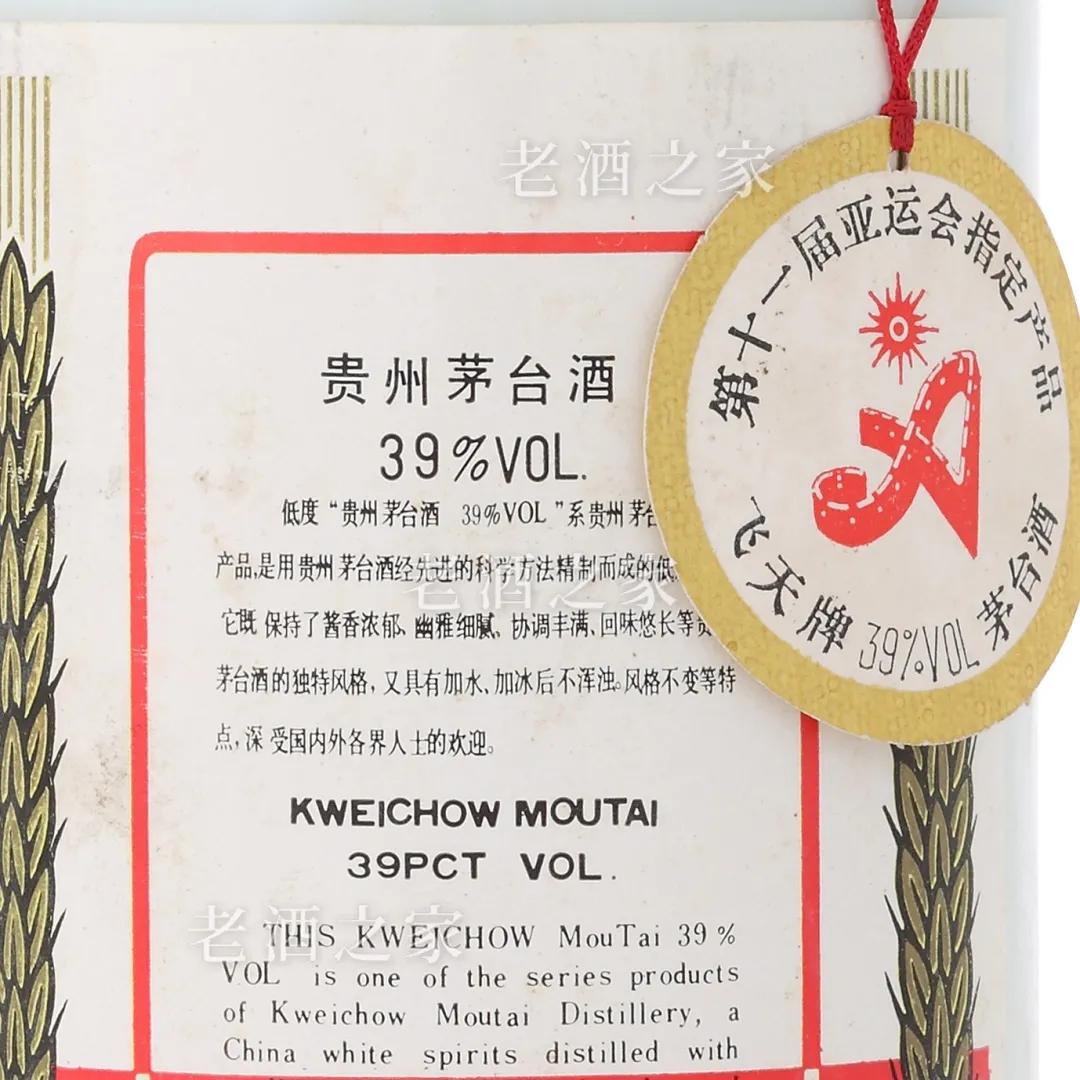 老酒之家
第十一届亚运会指定产品
飞天牌 39%VOL 茅台酒
贵州茅台酒
39%VOL.
低度“贵州茅台酒 39%VOL”系贵州茅台
产品,是用贵州茅台酒经先进的科学方法精制而成的低
老酒之家
它既保持了酱香浓郁、幽雅细腻、协调丰满、回味悠长等贵
茅台酒的独特风格,又具有加水、加冰后不浑浊。风格不变等特
点,深受国内外各界人士的欢迎。
KWEICHOW MOUTAI
39PCT VOL.
老酒之家
THIS KWEICHOW MouTai 39%
VOL is one of the series products
of Kweichow Moutai Distillery, a
China white spirits distilled with